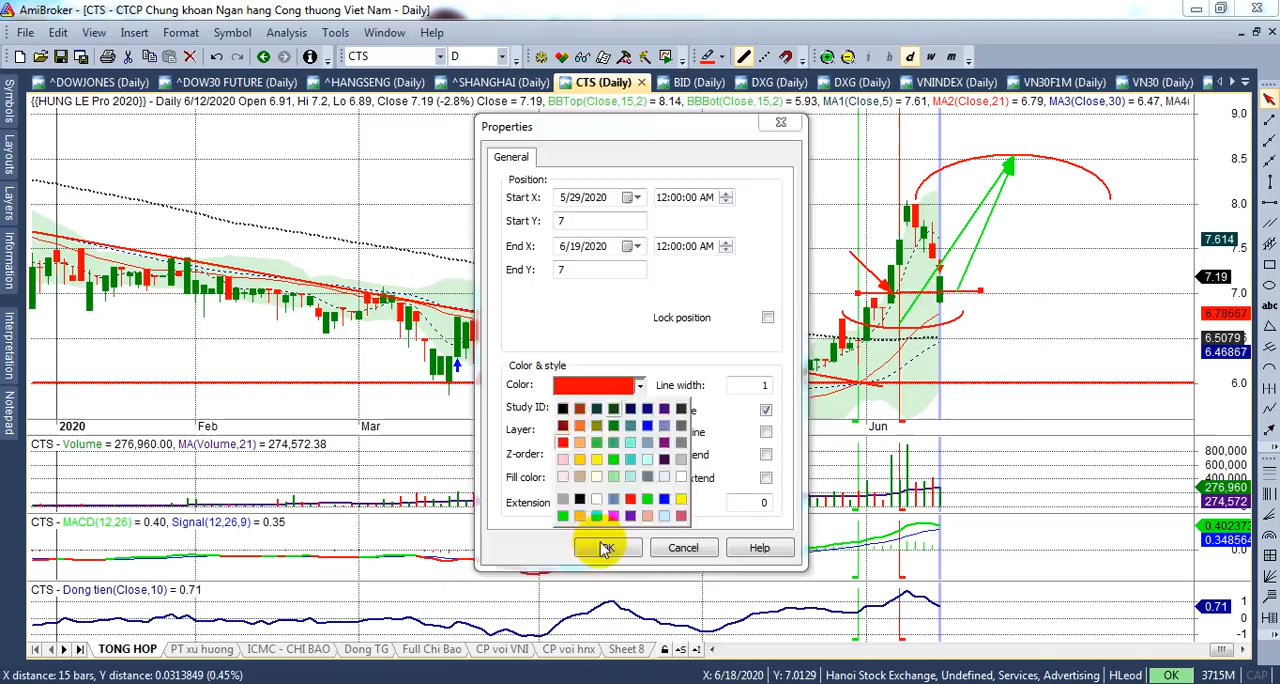 AmiBroker - [CTS - CTCP Chung khoan Ngan hang Cong thuong Viet Nam - Daily]
File Edit View Insert Format Symbol Analysis Tools Window Help
CTS D d w m
^DOWJONES (Daily) ^DOW30 FUTURE (Daily) ^HANGSENG (Daily) ^SHANGHAI (Daily) CTS (Daily) BID (Daily) DXG (Daily) DXG (Daily) VNINDEX (Daily) VN30F1M (Daily) VN30 (Daily)
{{HUNG LE Pro 2020}} - Daily 6/12/2020 Open 6.91, Hi 7.2, Lo 6.89, Close 7.19 (-2.8%) Close = 7.19, BBTop(Close,15,2) = 8.14, BBBot(Close,15,2) = 5.93, MA1(Close,5) = 7.61, MA2(Close,21) = 6.79, MA3(Close,30) = 6.47, MA4(
Symbols
Layouts
Layers
Information
Interpretation
Notepad
Properties
General
Position:
Start X: 5/29/2020 12:00:00 AM
Start Y: 7
End X: 6/19/2020 12:00:00 AM
End Y: 7
Lock position
Color & style
Color: Line width: 1
Study ID:
Layer:
Z-order:
Fill color:
Extension 0
OK Cancel Help
9.0
8.5
8.0
7.614
7.5
7.19
7.0
6.78667
6.5079
6.46867
6.0
abc
2020 Feb Mar Jun
CTS - Volume = 276,960.00, MA(Volume,21) = 274,572.38
800,000
600,000
400,000
276,960
274,572
CTS - MACD(12,26) = 0.40, Signal(12,26,9) = 0.35
0.402373
0.348564
0.0
CTS - Dong tien(Close,10) = 0.71
1
0.71
0
-1
TONG HOP PT xu huong ICMC - CHI BAO Dong TG Full Chi Bao CP voi VNI CP voi hnx Sheet 8
X distance: 15 bars, Y distance: 0.0313849 (0.45%) X: 6/18/2020 Y: 7.0129 Hanoi Stock Exchange, Undefined, Services, Advertising HLeod OK 3715M CAP